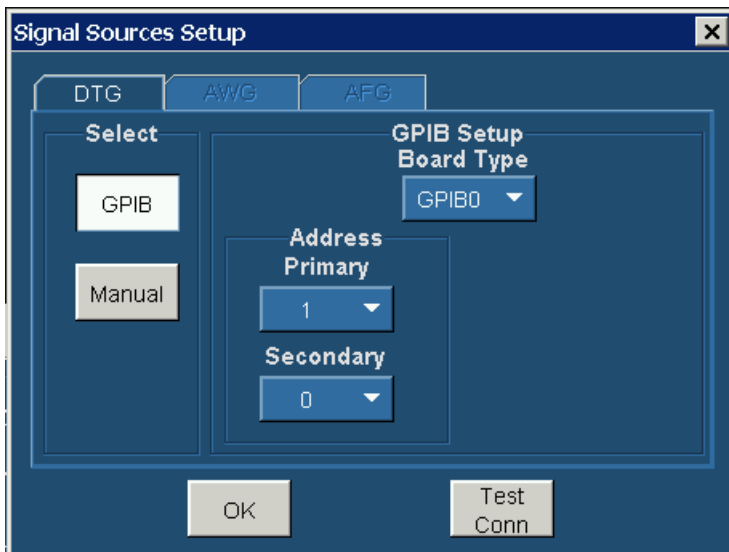 Signal Sources Setup
DTG AWG AFG
Select
GPIB
Manual
GPIB Setup
Board Type
GPIB0
Address
Primary
1
Secondary
0
OK
Test
Conn